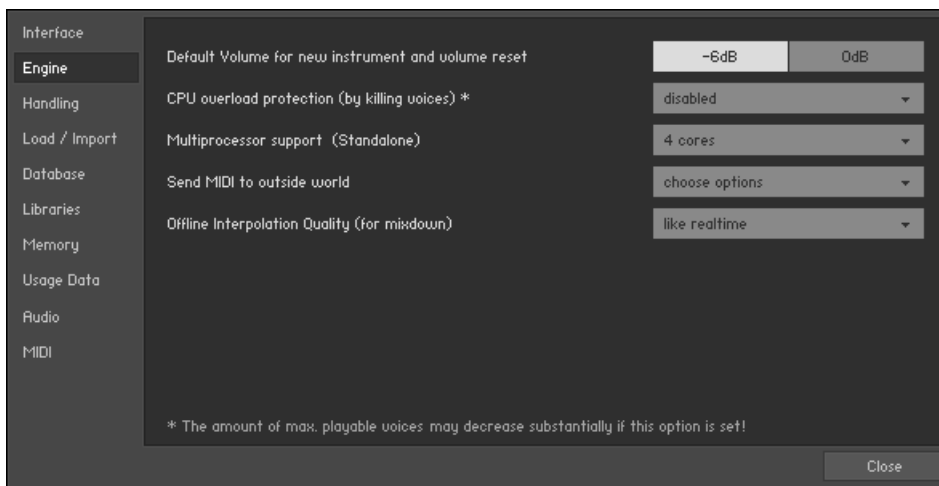 Interface
Engine
Handling
Load / Import
Database
Libraries
Memory
Usage Data
Audio
MIDI
Default Volume for new instrument and volume reset
-6dB
0dB
CPU overload protection (by killing voices) *
disabled
Multiprocessor support (Standalone)
4 cores
Send MIDI to outside world
choose options
Offline Interpolation Quality (for mixdown)
like realtime
* The amount of max. playable voices may decrease substantially if this option is set!
Close